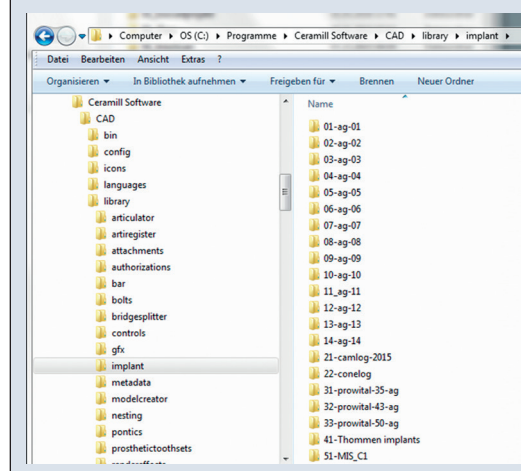 Computer ▸ OS (C:) ▸ Programme ▸ Ceramill Software ▸ CAD ▸ library ▸ implant ▸
Datei Bearbeiten Ansicht Extras ?
Organisieren ▾ In Bibliothek aufnehmen ▾ Freigeben für ▾ Brennen Neuer Ordner
Ceramill Software
CAD
bin
config
icons
languages
library
articulator
artiregister
attachments
authorizations
bar
bolts
bridgesplitter
controls
gfx
implant
metadata
modelcreator
nesting
pontics
prosthetictoothsets
Name
01-ag-01
02-ag-02
03-ag-03
04-ag-04
05-ag-05
06-ag-06
07-ag-07
08-ag-08
09-ag-09
10-ag-10
11_ag-11
12-ag-12
13-ag-13
14-ag-14
21-camlog-2015
22-conelog
31-prowital-35-ag
32-prowital-43-ag
33-prowital-50-ag
41-Thommen implants
51-MIS_C1